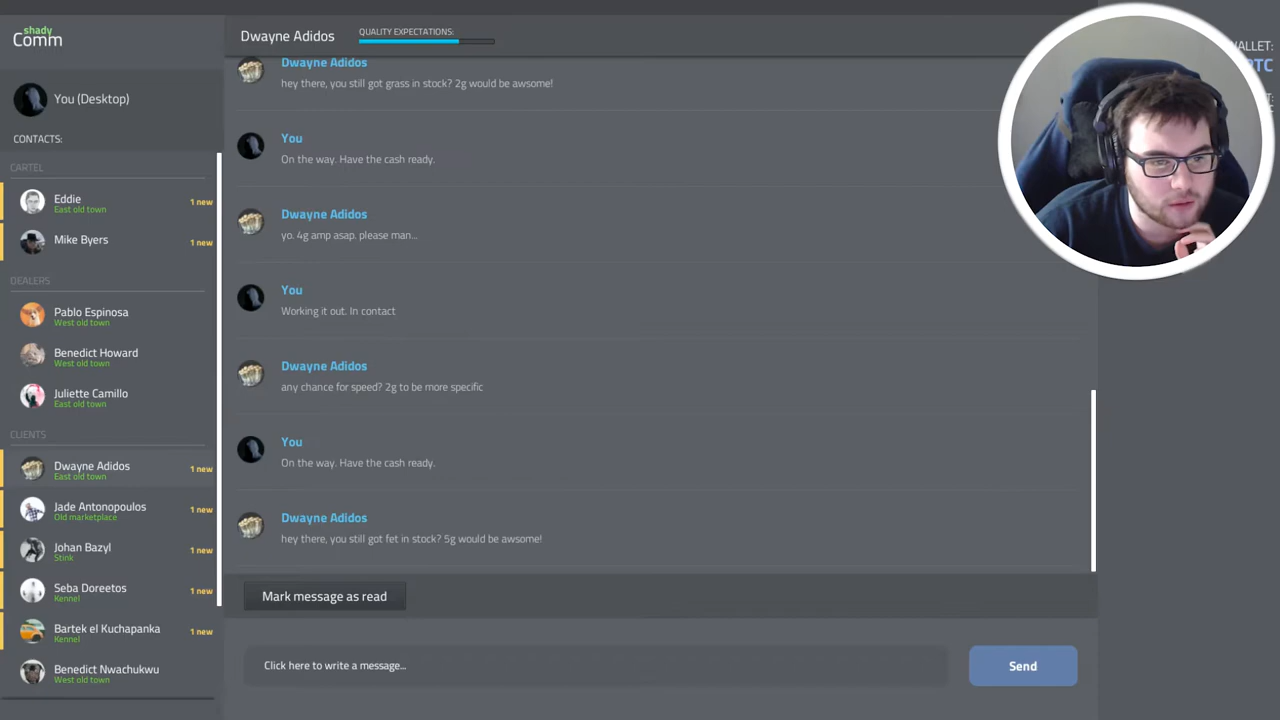 shady
Comm
You (Desktop)
CONTACTS:
CARTEL
Eddie
East old town
1 new
Mike Byers
1 new
DEALERS
Pablo Espinosa
West old town
Benedict Howard
West old town
Juliette Camillo
East old town
CLIENTS
Dwayne Adidos
East old town
1 new
Jade Antonopoulos
Old marketplace
1 new
Johan Bazyl
Stink
1 new
Seba Doreetos
Kennel
1 new
Bartek el Kuchapanka
Kennel
1 new
Benedict Nwachukwu
West old town
Dwayne Adidos
QUALITY EXPECTATIONS:
Dwayne Adidos
hey there, you still got grass in stock? 2g would be awsome!
You
On the way. Have the cash ready.
Dwayne Adidos
yo. 4g amp asap. please man...
You
Working it out. In contact
Dwayne Adidos
any chance for speed? 2g to be more specific
You
On the way. Have the cash ready.
Dwayne Adidos
hey there, you still got fet in stock? 5g would be awsome!
Mark message as read
Click here to write a message...
Send